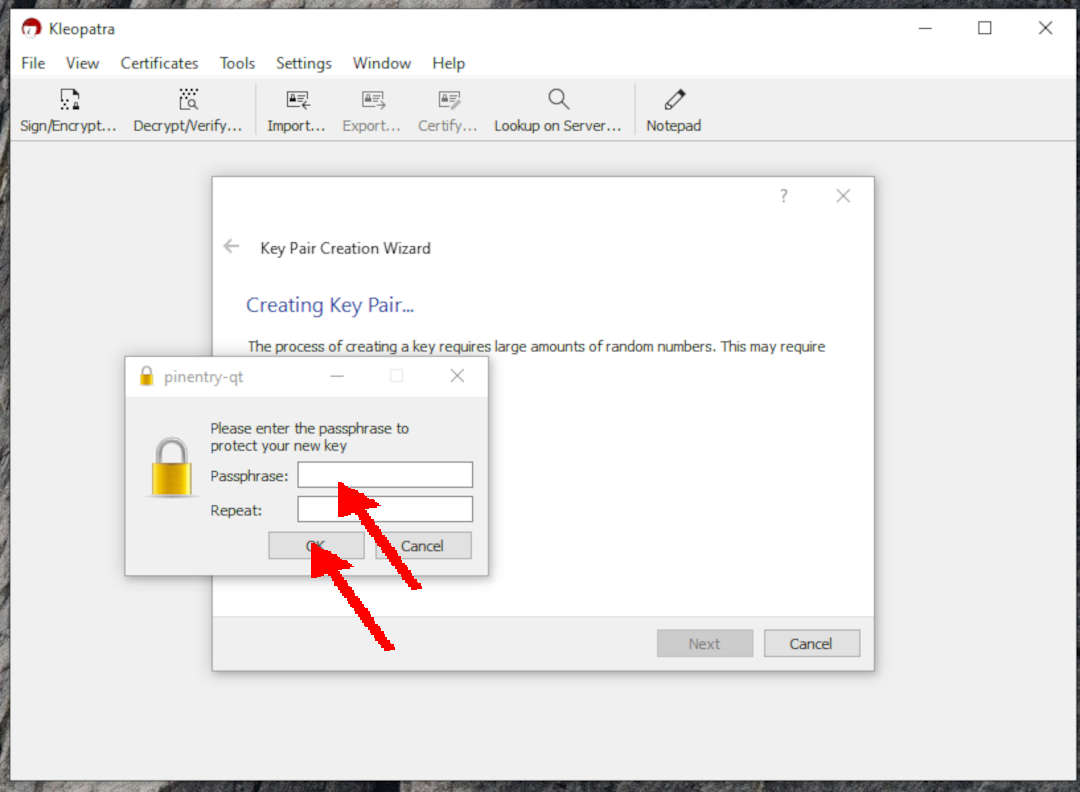 Kleopatra
File View Certificates Tools Settings Window Help
Sign/Encrypt... Decrypt/Verify... Import... Export... Certify... Lookup on Server... Notepad
?
Key Pair Creation Wizard
Creating Key Pair...
The process of creating a key requires large amounts of random numbers. This may require
pinentry-qt
Please enter the passphrase to
protect your new key
Passphrase:
Repeat:
OK Cancel
Next Cancel